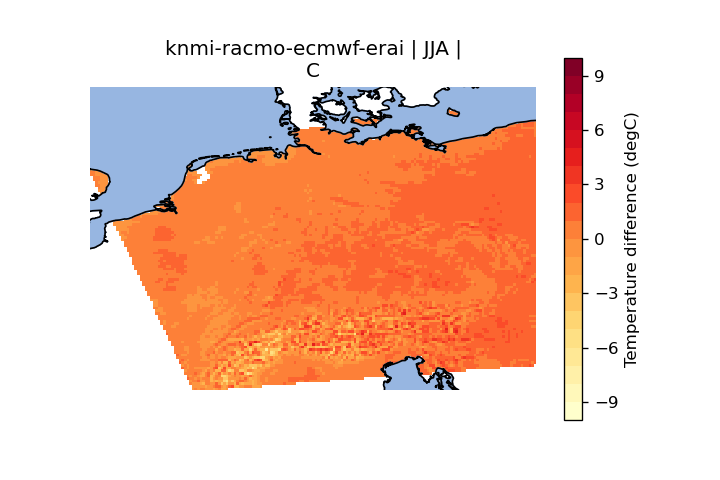 knmi-racmo-ecmwf-erai | JJA |
C
9
6
3
0
−3
−6
−9
Temperature difference (degC)